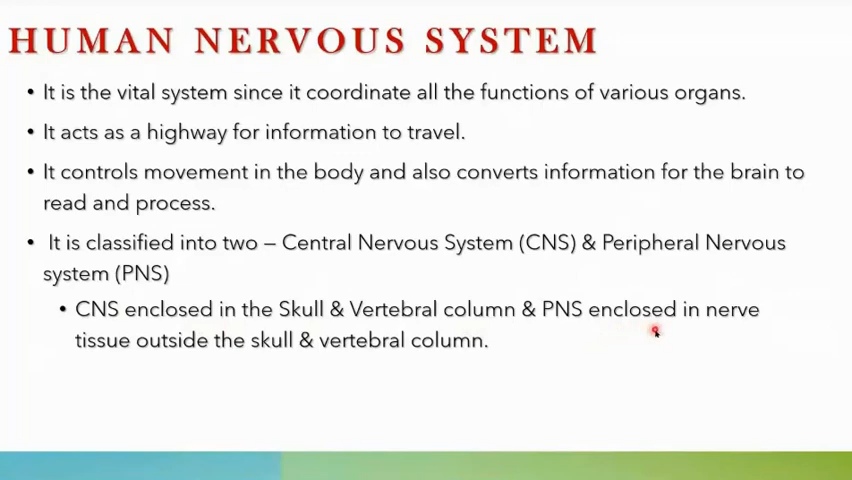 HUMAN NERVOUS SYSTEM
• It is the vital system since it coordinate all the functions of various organs.
• It acts as a highway for information to travel.
• It controls movement in the body and also converts information for the brain to
read and process.
• It is classified into two – Central Nervous System (CNS) & Peripheral Nervous
system (PNS)
• CNS enclosed in the Skull & Vertebral column & PNS enclosed in nerve
tissue outside the skull & vertebral column.